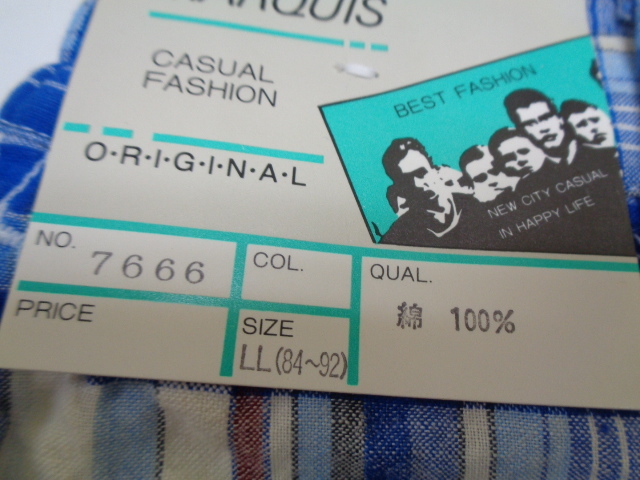 CASUAL
FASHION
BEST FASHION
NEW CITY CASUAL
IN HAPPY LIFE
O·R·I·G·I·N·A·L
NO. 7666
COL.
QUAL.
綿 100%
PRICE
SIZE
LL(84~92)